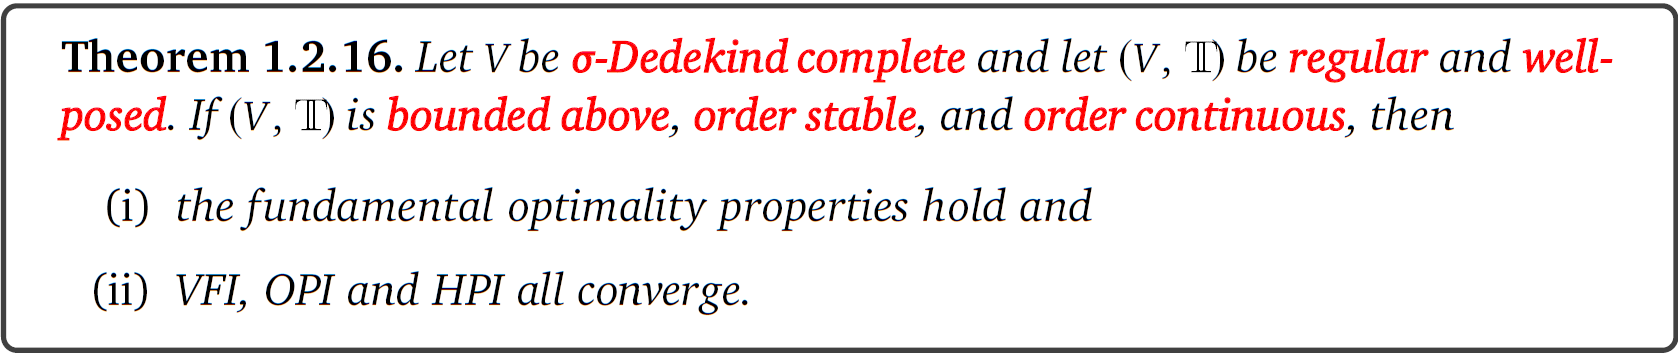 Theorem 1.2.16. Let V be σ-Dedekind complete and let (V, 𝕋) be regular and well-
posed. If (V, 𝕋) is bounded above, order stable, and order continuous, then
(i) the fundamental optimality properties hold and
(ii) VFI, OPI and HPI all converge.